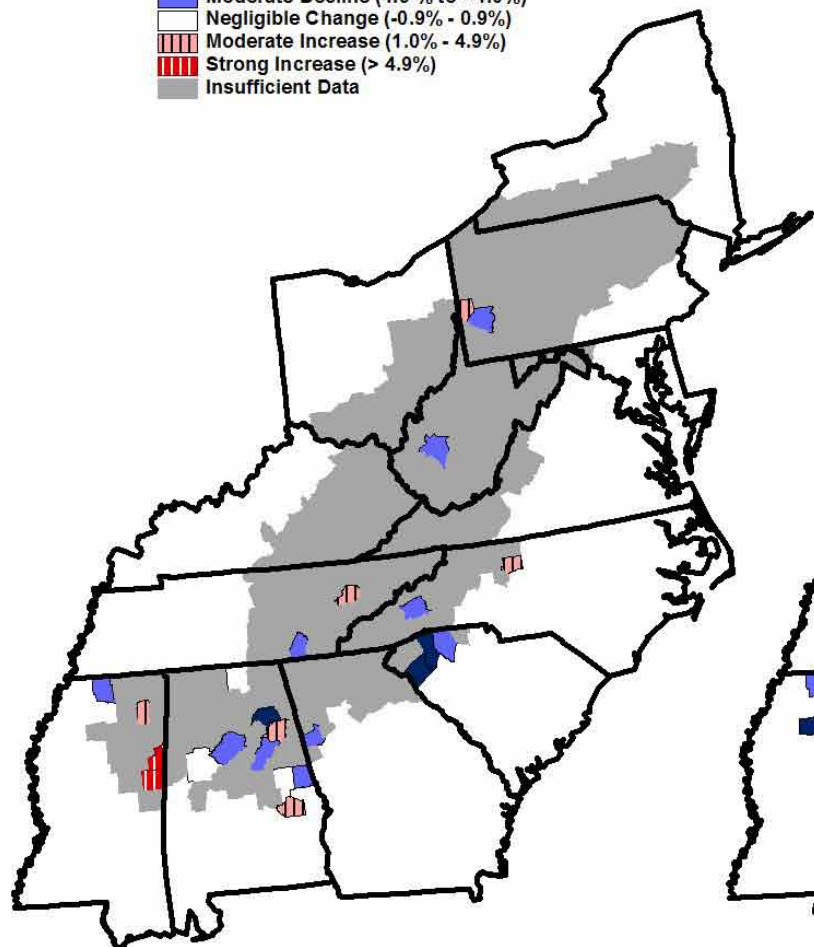 Negligible Change (-0.9% - 0.9%)
Moderate Increase (1.0% - 4.9%)
Strong Increase (> 4.9%)
Insufficient Data